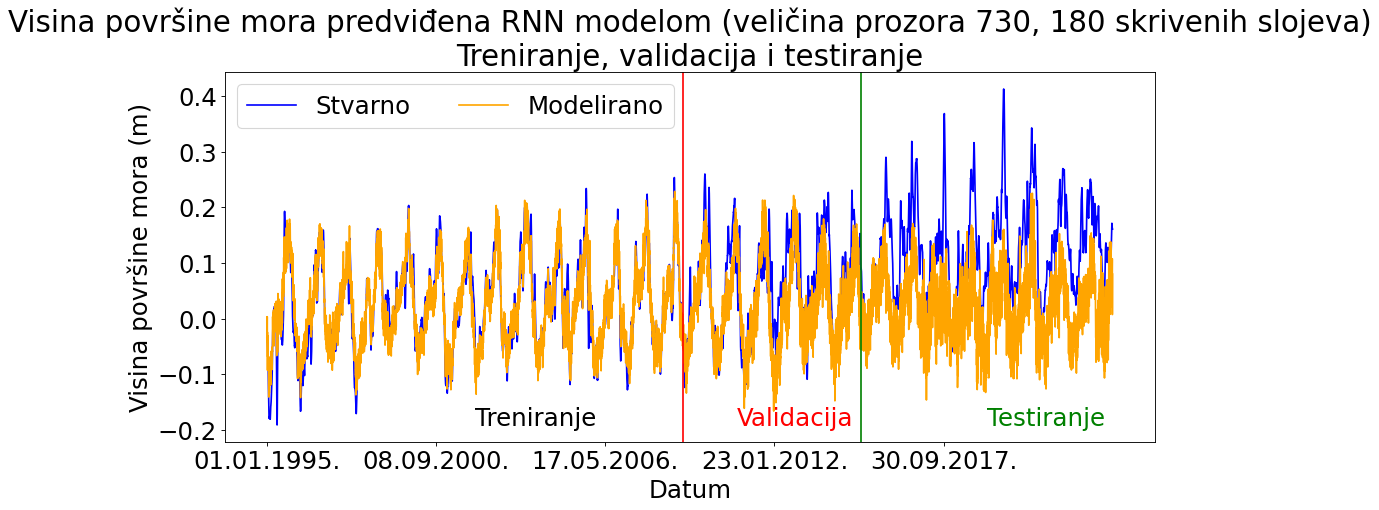 Visina površine mora predviđena RNN modelom (veličina prozora 730, 180 skrivenih slojeva)
Treniranje, validacija i testiranje
Stvarno
Modelirano
Visina površine mora (m)
0.4
0.3
0.2
0.1
0.0
−0.1
−0.2
Treniranje
Validacija
Testiranje
01.01.1995.
08.09.2000.
17.05.2006.
23.01.2012.
30.09.2017.
Datum